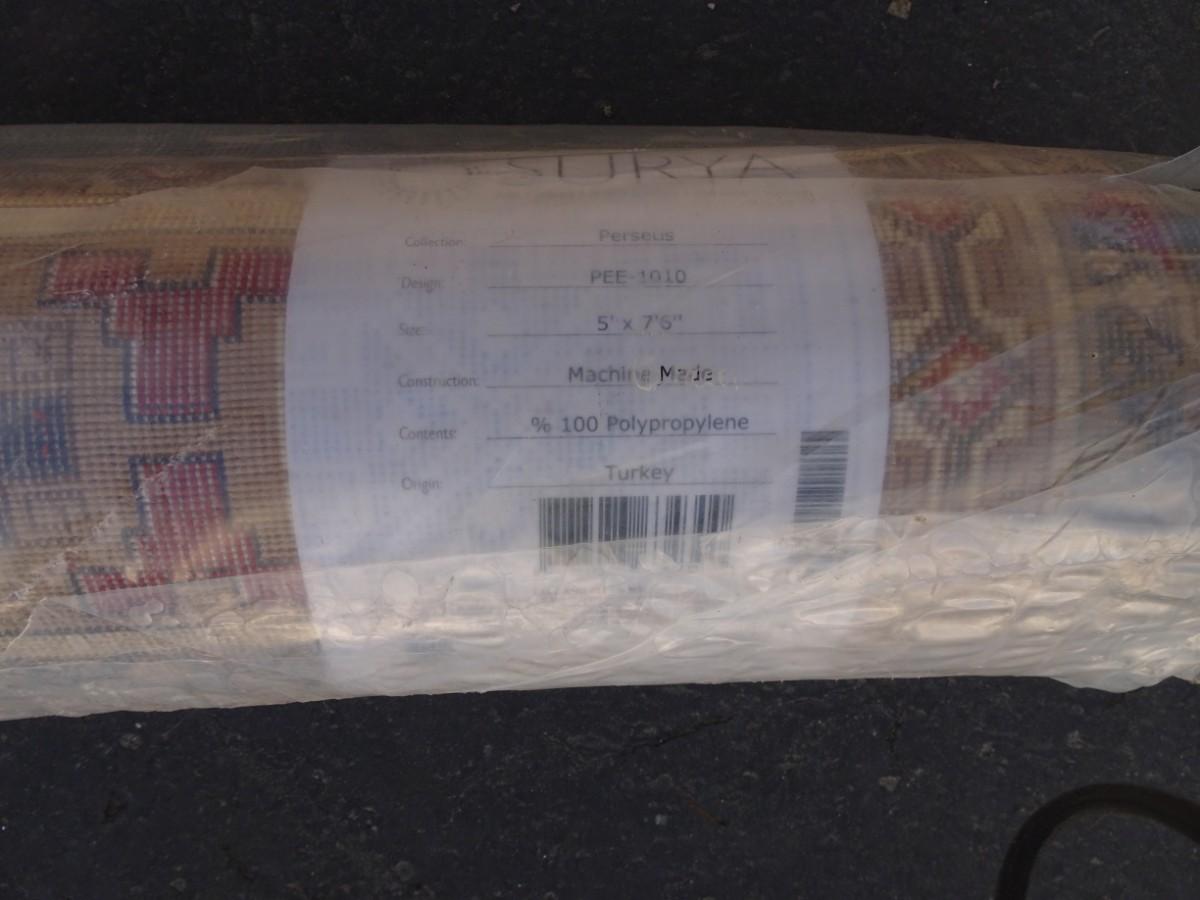 SURYA
Collection: Perseus
Design: PEE-1010
Size: 5' x 7'6"
Construction: Machine Made
Contents: % 100 Polypropylene
Origin: Turkey